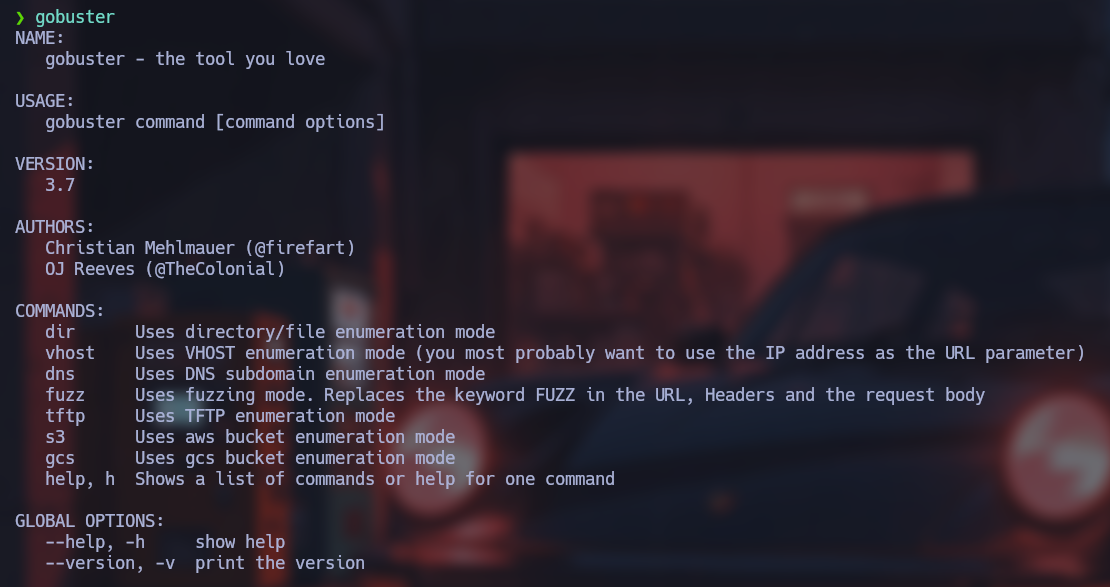 ❯ gobuster
NAME:
   gobuster - the tool you love

USAGE:
   gobuster command [command options]

VERSION:
   3.7

AUTHORS:
   Christian Mehlmauer (@firefart)
   OJ Reeves (@TheColonial)

COMMANDS:
   dir      Uses directory/file enumeration mode
   vhost    Uses VHOST enumeration mode (you most probably want to use the IP address as the URL parameter)
   dns      Uses DNS subdomain enumeration mode
   fuzz     Uses fuzzing mode. Replaces the keyword FUZZ in the URL, Headers and the request body
   tftp     Uses TFTP enumeration mode
   s3       Uses aws bucket enumeration mode
   gcs      Uses gcs bucket enumeration mode
   help, h  Shows a list of commands or help for one command

GLOBAL OPTIONS:
   --help, -h     show help
   --version, -v  print the version